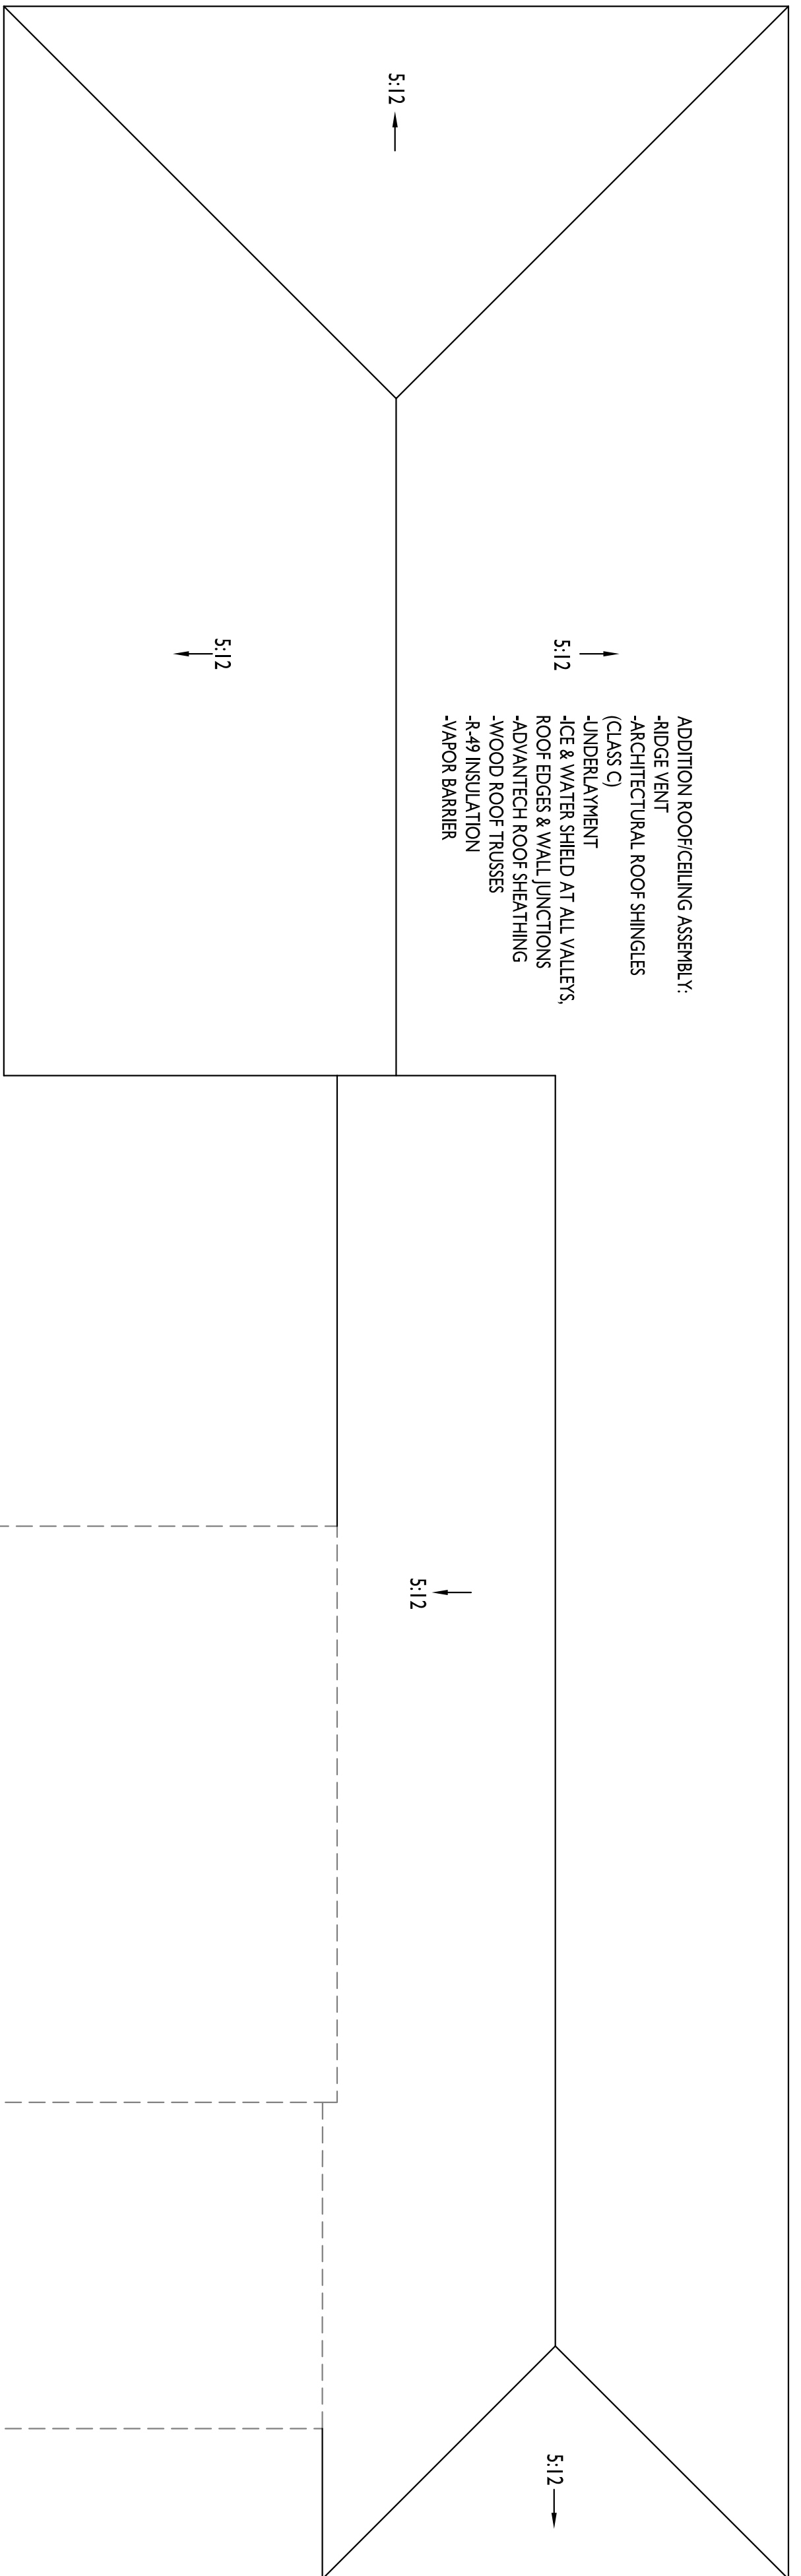 5:12
5:12
5:12
ADDITION ROOF/CEILING ASSEMBLY:
-RIDGE VENT
-ARCHITECTURAL ROOF SHINGLES
(CLASS C)
-UNDERLAYMENT
-ICE & WATER SHIELD AT ALL VALLEYS,
ROOF EDGES & WALL JUNCTIONS
-ADVANTECH ROOF SHEATHING
-WOOD ROOF TRUSSES
-R-49 INSULATION
-VAPOR BARRIER
5:12
5:12